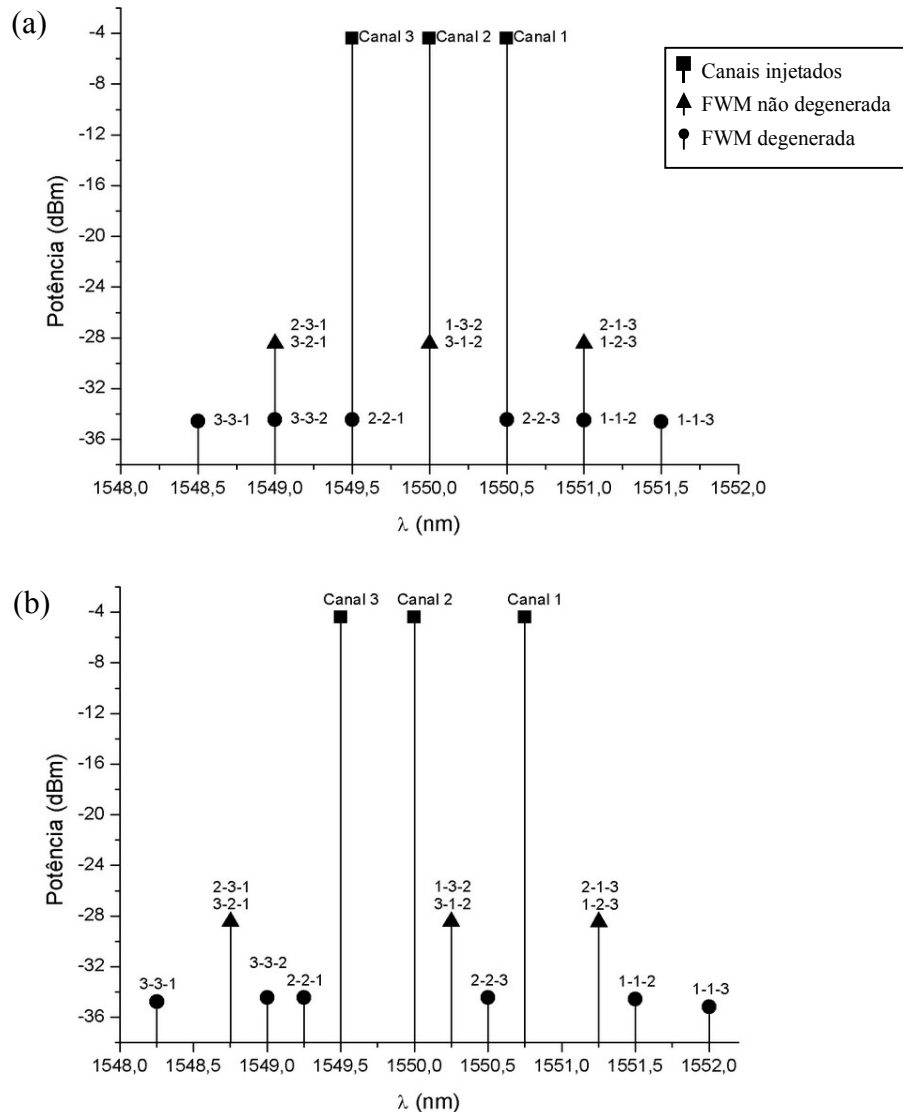 (a)
Canal 3 Canal 2 Canal 1
Canais injetados
FWM não degenerada
FWM degenerada
Potência (dBm)
-4
-8
-12
-16
-20
-24
-28
-32
-36
2-3-1
3-2-1
1-3-2
3-1-2
2-1-3
1-2-3
3-3-1 3-3-2 2-2-1 2-2-3 1-1-2 1-1-3
1548,0 1548,5 1549,0 1549,5 1550,0 1550,5 1551,0 1551,5 1552,0
λ (nm)
(b)
Canal 3 Canal 2 Canal 1
Potência (dBm)
-4
-8
-12
-16
-20
-24
-28
-32
-36
2-3-1
3-2-1
1-3-2
3-1-2
2-1-3
1-2-3
3-3-1 3-3-2 2-2-1 2-2-3 1-1-2 1-1-3
1548,0 1548,5 1549,0 1549,5 1550,0 1550,5 1551,0 1551,5 1552,0
λ (nm)